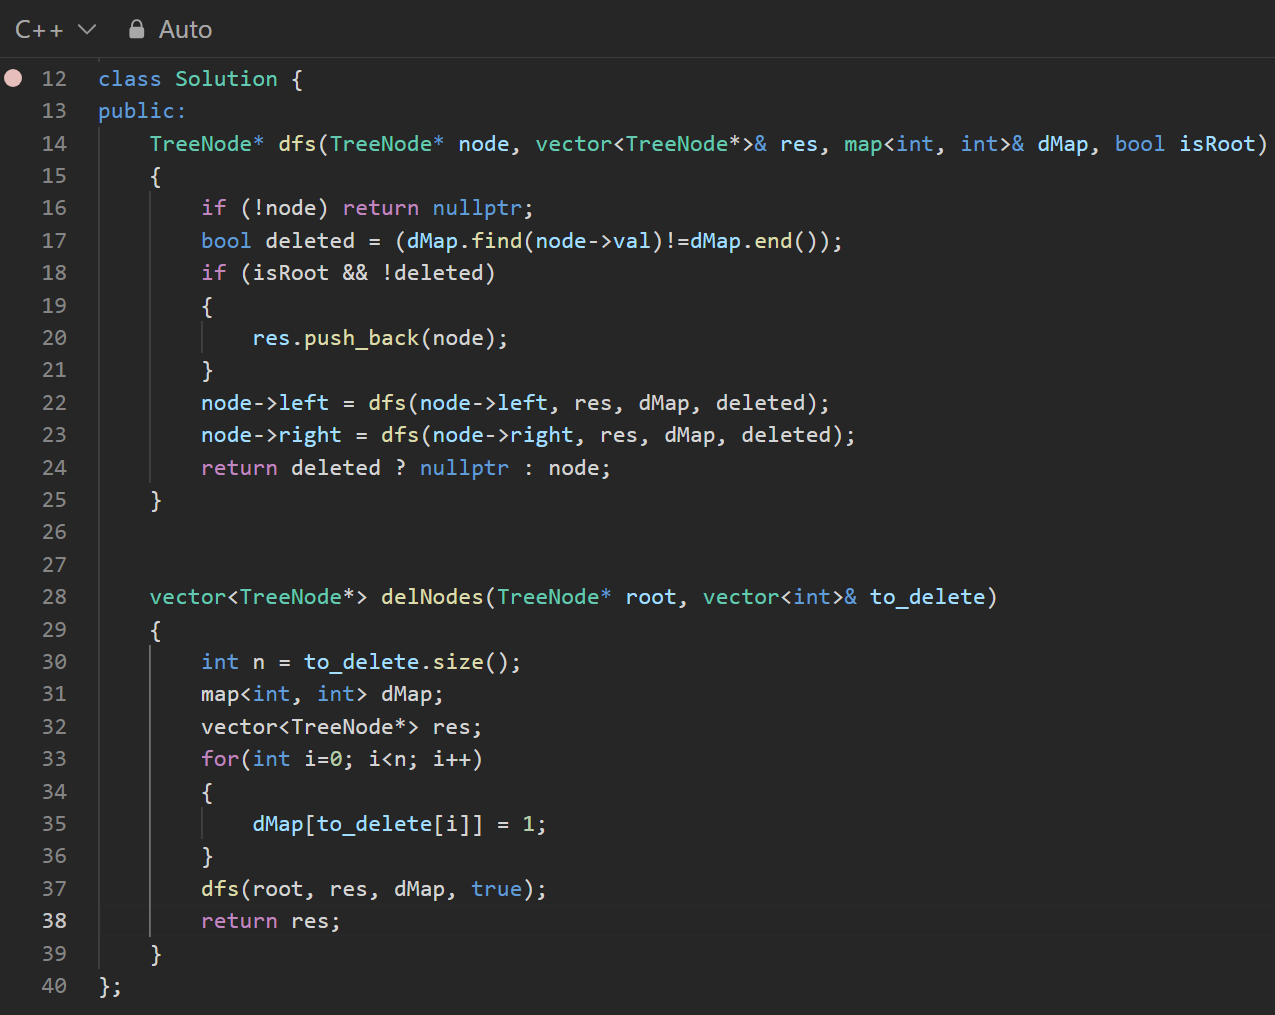 C++ Auto
12 class Solution {
13 public:
14     TreeNode* dfs(TreeNode* node, vector<TreeNode*>& res, map<int, int>& dMap, bool isRoot)
15     {
16         if (!node) return nullptr;
17         bool deleted = (dMap.find(node->val)!=dMap.end());
18         if (isRoot && !deleted)
19         {
20             res.push_back(node);
21         }
22         node->left = dfs(node->left, res, dMap, deleted);
23         node->right = dfs(node->right, res, dMap, deleted);
24         return deleted ? nullptr : node;
25     }
26
27
28     vector<TreeNode*> delNodes(TreeNode* root, vector<int>& to_delete)
29     {
30         int n = to_delete.size();
31         map<int, int> dMap;
32         vector<TreeNode*> res;
33         for(int i=0; i<n; i++)
34         {
35             dMap[to_delete[i]] = 1;
36         }
37         dfs(root, res, dMap, true);
38         return res;
39     }
40 };